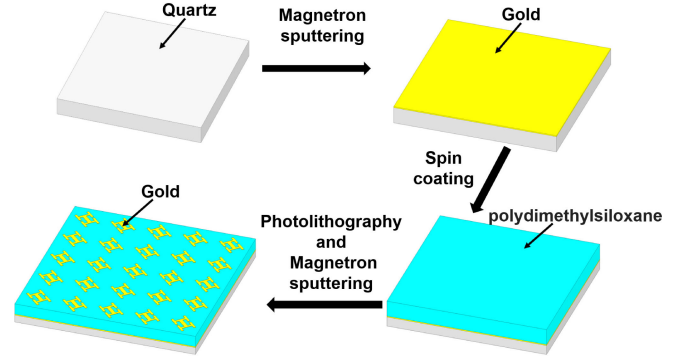 Quartz
Magnetron
sputtering
Gold
Spin
coating
polydimethylsiloxane
Photolithography
and
Magnetron
sputtering
Gold